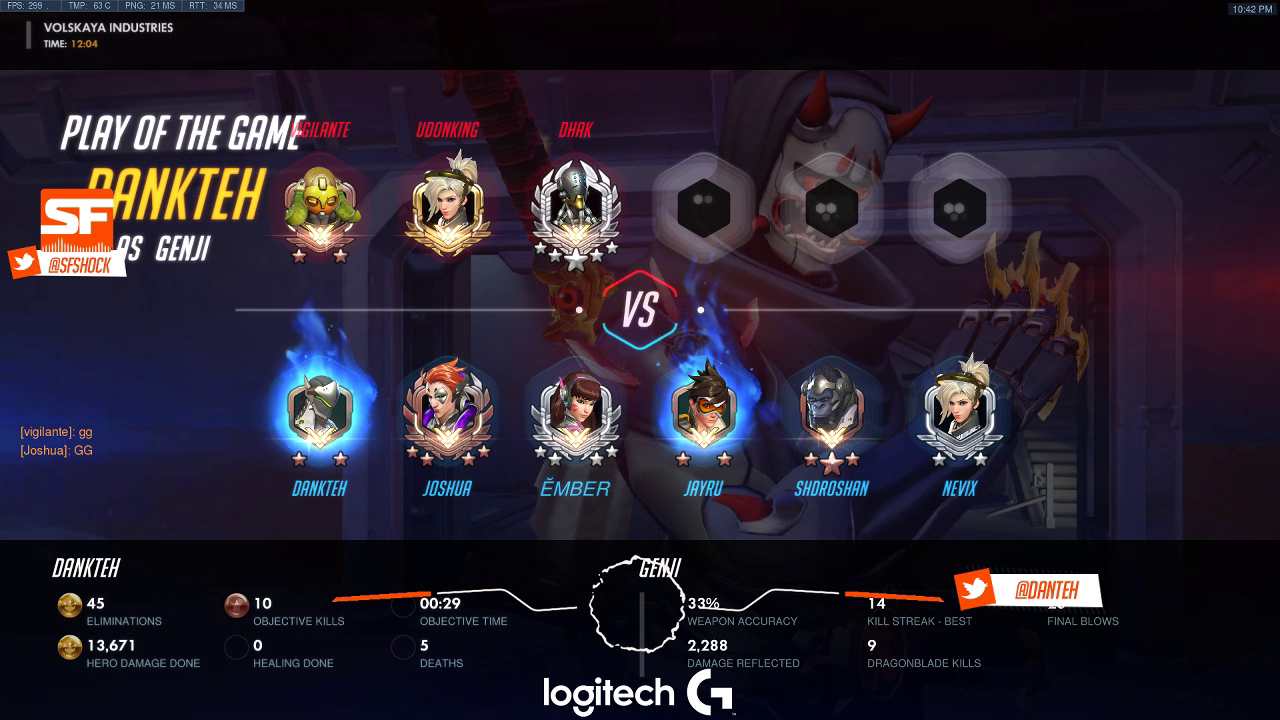 FPS: 299 . TMP: 63 C PNG: 21 MS RTT: 34 MS
10:42 PM
VOLSKAYA INDUSTRIES
TIME: 12:04
PLAY OF THE GAME
DANKTEH
AS GENJI
SF
@SFSHOCK
VIGILANTE UDONKING DHAK
VS
[vigilante]: gg
[Joshua]: GG
DANKTEH JOSHUA ĔMBER JAYRU SHDROSHAN NEVIX
DANKTEH GENJI
@DANTEH
45 10 00:29 33% 14
ELIMINATIONS OBJECTIVE KILLS OBJECTIVE TIME WEAPON ACCURACY KILL STREAK - BEST FINAL BLOWS
13,671 0 5 2,288 9
HERO DAMAGE DONE HEALING DONE DEATHS DAMAGE REFLECTED DRAGONBLADE KILLS
logitech G